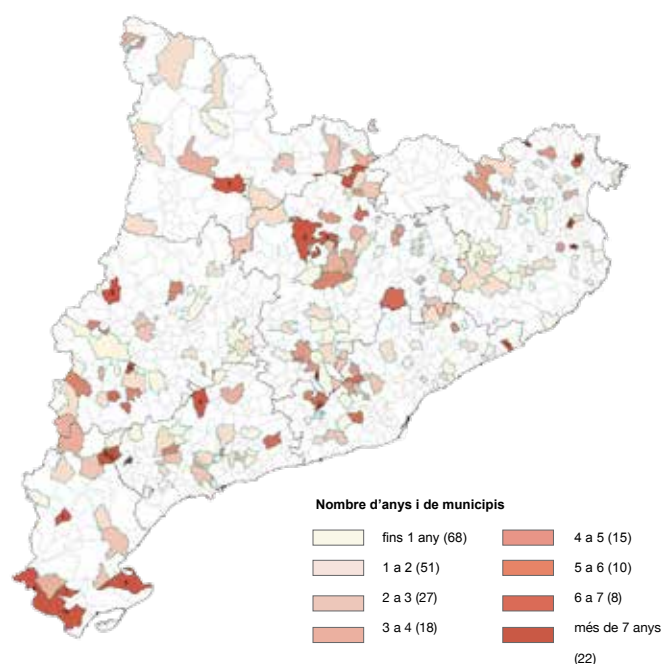 Nombre d'anys i de municipis
fins 1 any (68)
1 a 2 (51)
2 a 3 (27)
3 a 4 (18)
4 a 5 (15)
5 a 6 (10)
6 a 7 (8)
més de 7 anys
(22)